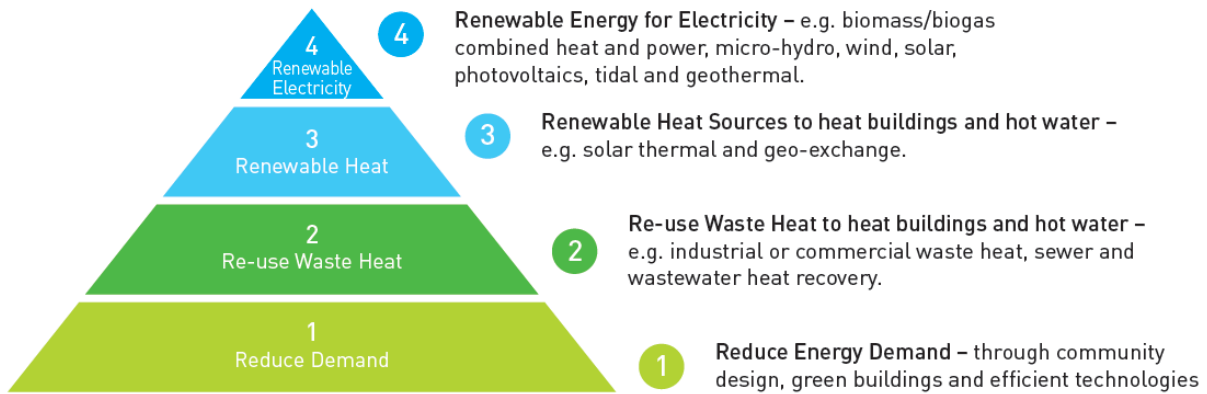 4
Renewable
Electricity
4
Renewable Energy for Electricity – e.g. biomass/biogas
combined heat and power, micro-hydro, wind, solar,
photovoltaics, tidal and geothermal.
3
Renewable Heat
3
Renewable Heat Sources to heat buildings and hot water –
e.g. solar thermal and geo-exchange.
2
Re-use Waste Heat
2
Re-use Waste Heat to heat buildings and hot water –
e.g. industrial or commercial waste heat, sewer and
wastewater heat recovery.
1
Reduce Demand
1
Reduce Energy Demand – through community
design, green buildings and efficient technologies